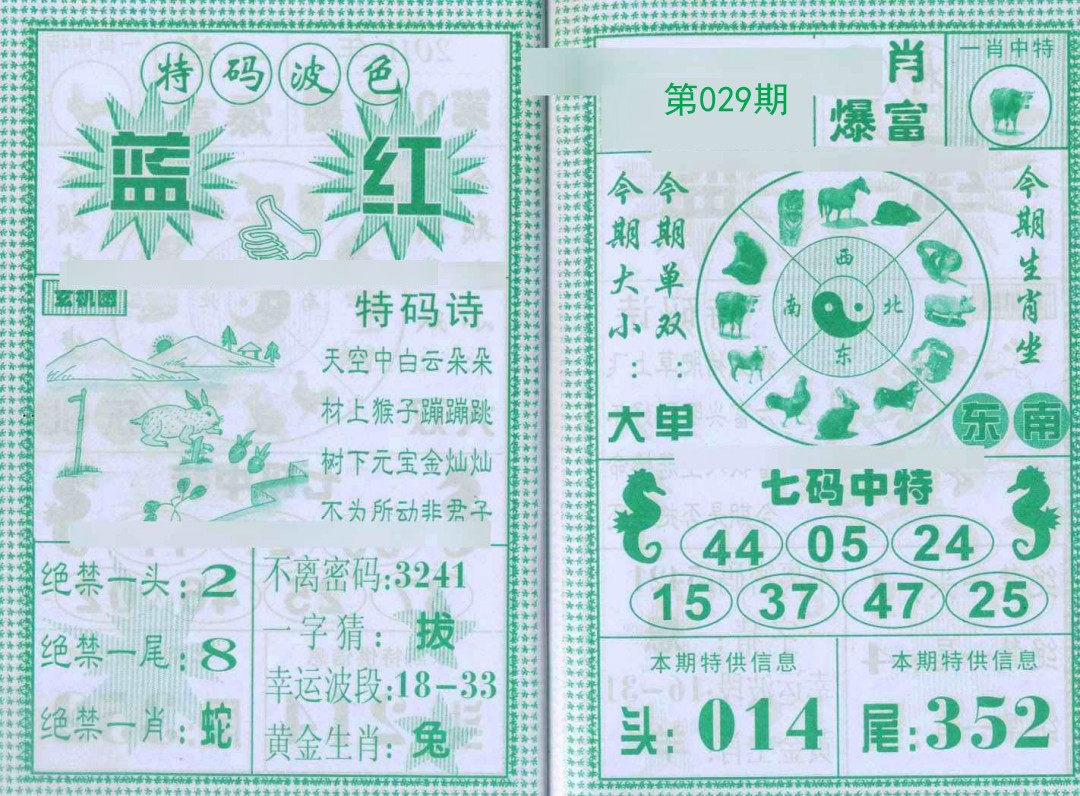 特码波色
蓝 红
玄机图
特码诗
天空中白云朵朵
材上猴子蹦蹦跳
树下元宝金灿灿
不为所动非君子
绝禁一头:2
绝禁一尾:8
绝禁一肖:蛇
不离密码:3241
一字猜:拔
幸运波段:18-33
黄金生肖:兔
第029期
肖
爆富
一肖中特
今期大小:大
今期单双:单
西
南 北
东
今期生肖坐
东南
七码中特
44 05 24
15 37 47 25
本期特供信息
头:014
本期特供信息
尾:352